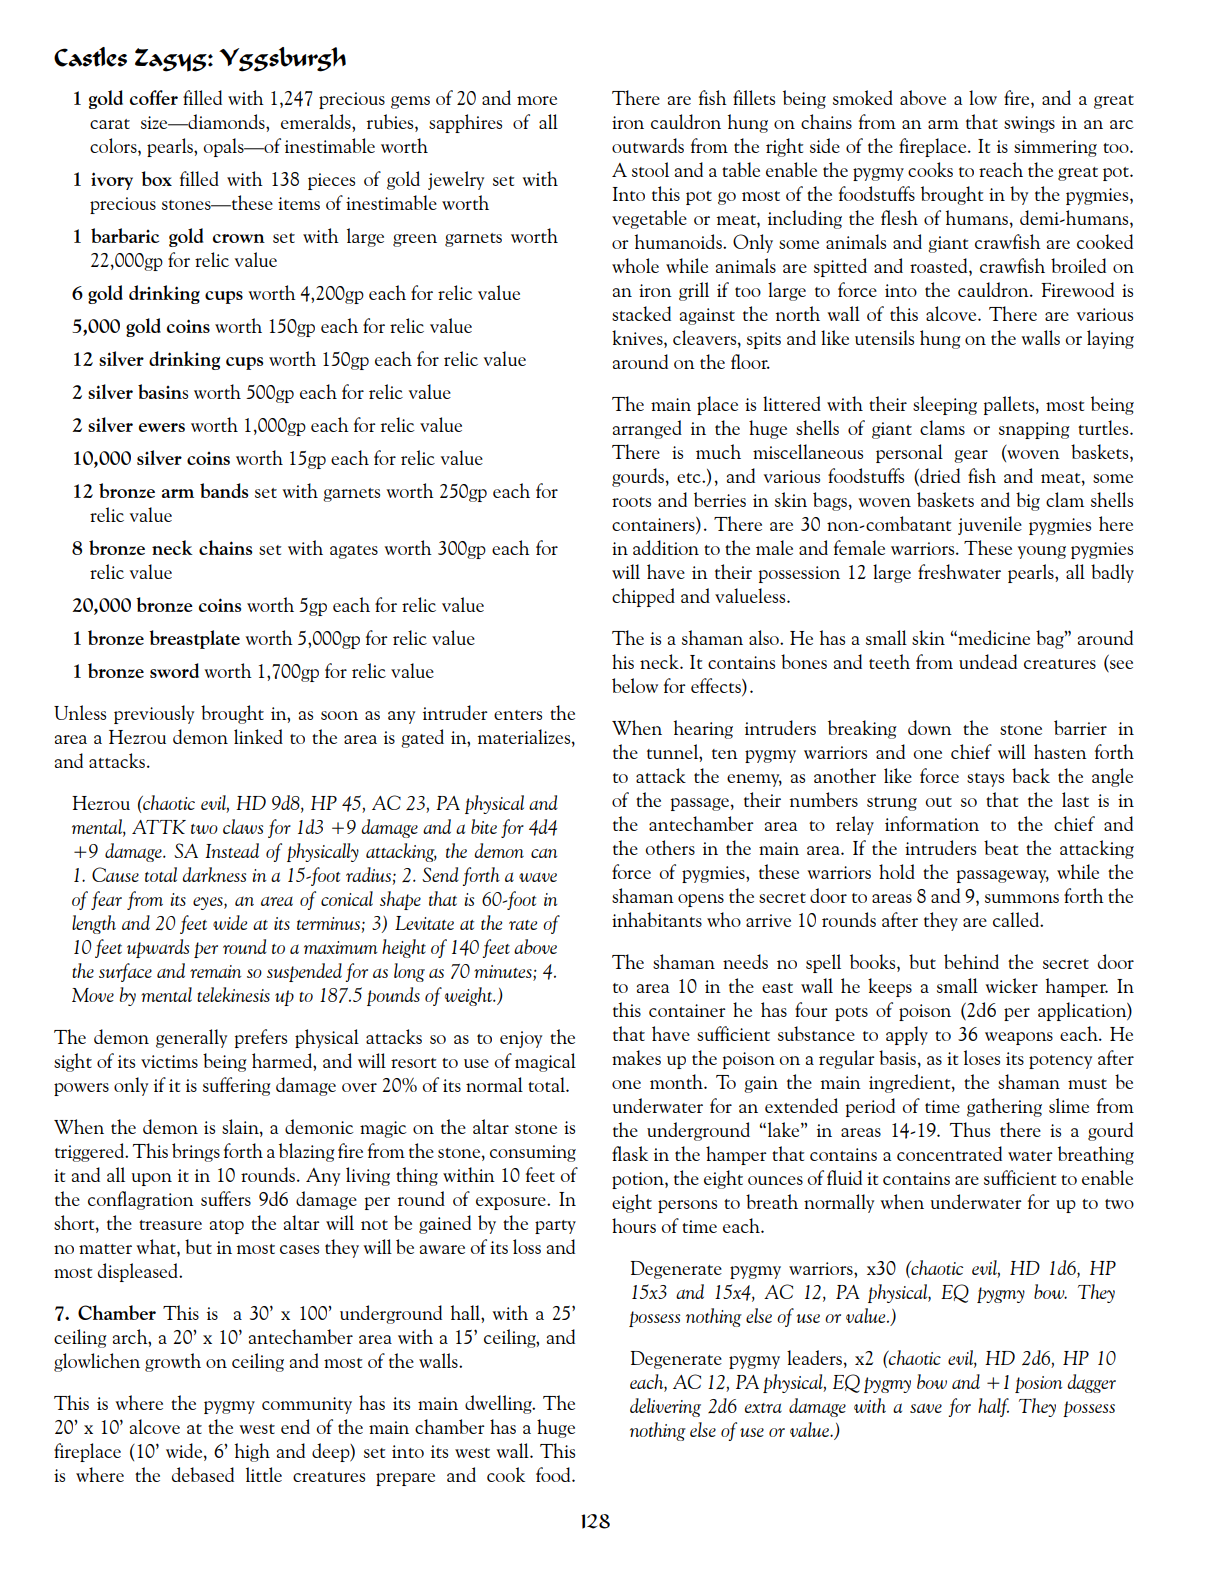 Castles Zagyg: Yggsburgh
1 gold coffer filled with 1,247 precious gems of 20 and more
carat size—diamonds, emeralds, rubies, sapphires of all
colors, pearls, opals—of inestimable worth
1 ivory box filled with 138 pieces of gold jewelry set with
precious stones—these items of inestimable worth
1 barbaric gold crown set with large green garnets worth
22,000gp for relic value
6 gold drinking cups worth 4,200gp each for relic value
5,000 gold coins worth 150gp each for relic value
12 silver drinking cups worth 150gp each for relic value
2 silver basins worth 500gp each for relic value
2 silver ewers worth 1,000gp each for relic value
10,000 silver coins worth 15gp each for relic value
12 bronze arm bands set with garnets worth 250gp each for
relic value
8 bronze neck chains set with agates worth 300gp each for
relic value
20,000 bronze coins worth 5gp each for relic value
1 bronze breastplate worth 5,000gp for relic value
1 bronze sword worth 1,700gp for relic value
Unless previously brought in, as soon as any intruder enters the
area a Hezrou demon linked to the area is gated in, materializes,
and attacks.
Hezrou (chaotic evil, HD 9d8, HP 45, AC 23, PA physical and
mental, ATTK two claws for 1d3 +9 damage and a bite for 4d4
+9 damage. SA Instead of physically attacking, the demon can
1. Cause total darkness in a 15-foot radius; 2. Send forth a wave
of fear from its eyes, an area of conical shape that is 60-foot in
length and 20 feet wide at its terminus; 3) Levitate at the rate of
10 feet upwards per round to a maximum height of 140 feet above
the surface and remain so suspended for as long as 70 minutes; 4.
Move by mental telekinesis up to 187.5 pounds of weight.)
The demon generally prefers physical attacks so as to enjoy the
sight of its victims being harmed, and will resort to use of magical
powers only if it is suffering damage over 20% of its normal total.
When the demon is slain, a demonic magic on the altar stone is
triggered. This brings forth a blazing fire from the stone, consuming
it and all upon it in 10 rounds. Any living thing within 10 feet of
the conflagration suffers 9d6 damage per round of exposure. In
short, the treasure atop the altar will not be gained by the party
no matter what, but in most cases they will be aware of its loss and
most displeased.
7. Chamber This is a 30' x 100' underground hall, with a 25'
ceiling arch, a 20' x 10' antechamber area with a 15' ceiling, and
glowlichen growth on ceiling and most of the walls.
This is where the pygmy community has its main dwelling. The
20' x 10' alcove at the west end of the main chamber has a huge
fireplace (10' wide, 6' high and deep) set into its west wall. This
is where the debased little creatures prepare and cook food.
There are fish fillets being smoked above a low fire, and a great
iron cauldron hung on chains from an arm that swings in an arc
outwards from the right side of the fireplace. It is simmering too.
A stool and a table enable the pygmy cooks to reach the great pot.
Into this pot go most of the foodstuffs brought in by the pygmies,
vegetable or meat, including the flesh of humans, demi-humans,
or humanoids. Only some animals and giant crawfish are cooked
whole while animals are spitted and roasted, crawfish broiled on
an iron grill if too large to force into the cauldron. Firewood is
stacked against the north wall of this alcove. There are various
knives, cleavers, spits and like utensils hung on the walls or laying
around on the floor.
The main place is littered with their sleeping pallets, most being
arranged in the huge shells of giant clams or snapping turtles.
There is much miscellaneous personal gear (woven baskets,
gourds, etc.), and various foodstuffs (dried fish and meat, some
roots and berries in skin bags, woven baskets and big clam shells
containers). There are 30 non-combatant juvenile pygmies here
in addition to the male and female warriors. These young pygmies
will have in their possession 12 large freshwater pearls, all badly
chipped and valueless.
The is a shaman also. He has a small skin “medicine bag” around
his neck. It contains bones and teeth from undead creatures (see
below for effects).
When hearing intruders breaking down the stone barrier in
the tunnel, ten pygmy warriors and one chief will hasten forth
to attack the enemy, as another like force stays back the angle
of the passage, their numbers strung out so that the last is in
the antechamber area to relay information to the chief and
the others in the main area. If the intruders beat the attacking
force of pygmies, these warriors hold the passageway, while the
shaman opens the secret door to areas 8 and 9, summons forth the
inhabitants who arrive 10 rounds after they are called.
The shaman needs no spell books, but behind the secret door
to area 10 in the east wall he keeps a small wicker hamper. In
this container he has four pots of poison (2d6 per application)
that have sufficient substance to apply to 36 weapons each. He
makes up the poison on a regular basis, as it loses its potency after
one month. To gain the main ingredient, the shaman must be
underwater for an extended period of time gathering slime from
the underground “lake” in areas 14-19. Thus there is a gourd
flask in the hamper that contains a concentrated water breathing
potion, the eight ounces of fluid it contains are sufficient to enable
eight persons to breath normally when underwater for up to two
hours of time each.
Degenerate pygmy warriors, x30 (chaotic evil, HD 1d6, HP
15x3 and 15x4, AC 12, PA physical, EQ pygmy bow. They
possess nothing else of use or value.)
Degenerate pygmy leaders, x2 (chaotic evil, HD 2d6, HP 10
each, AC 12, PA physical, EQ pygmy bow and +1 posion dagger
delivering 2d6 extra damage with a save for half. They possess
nothing else of use or value.)
128